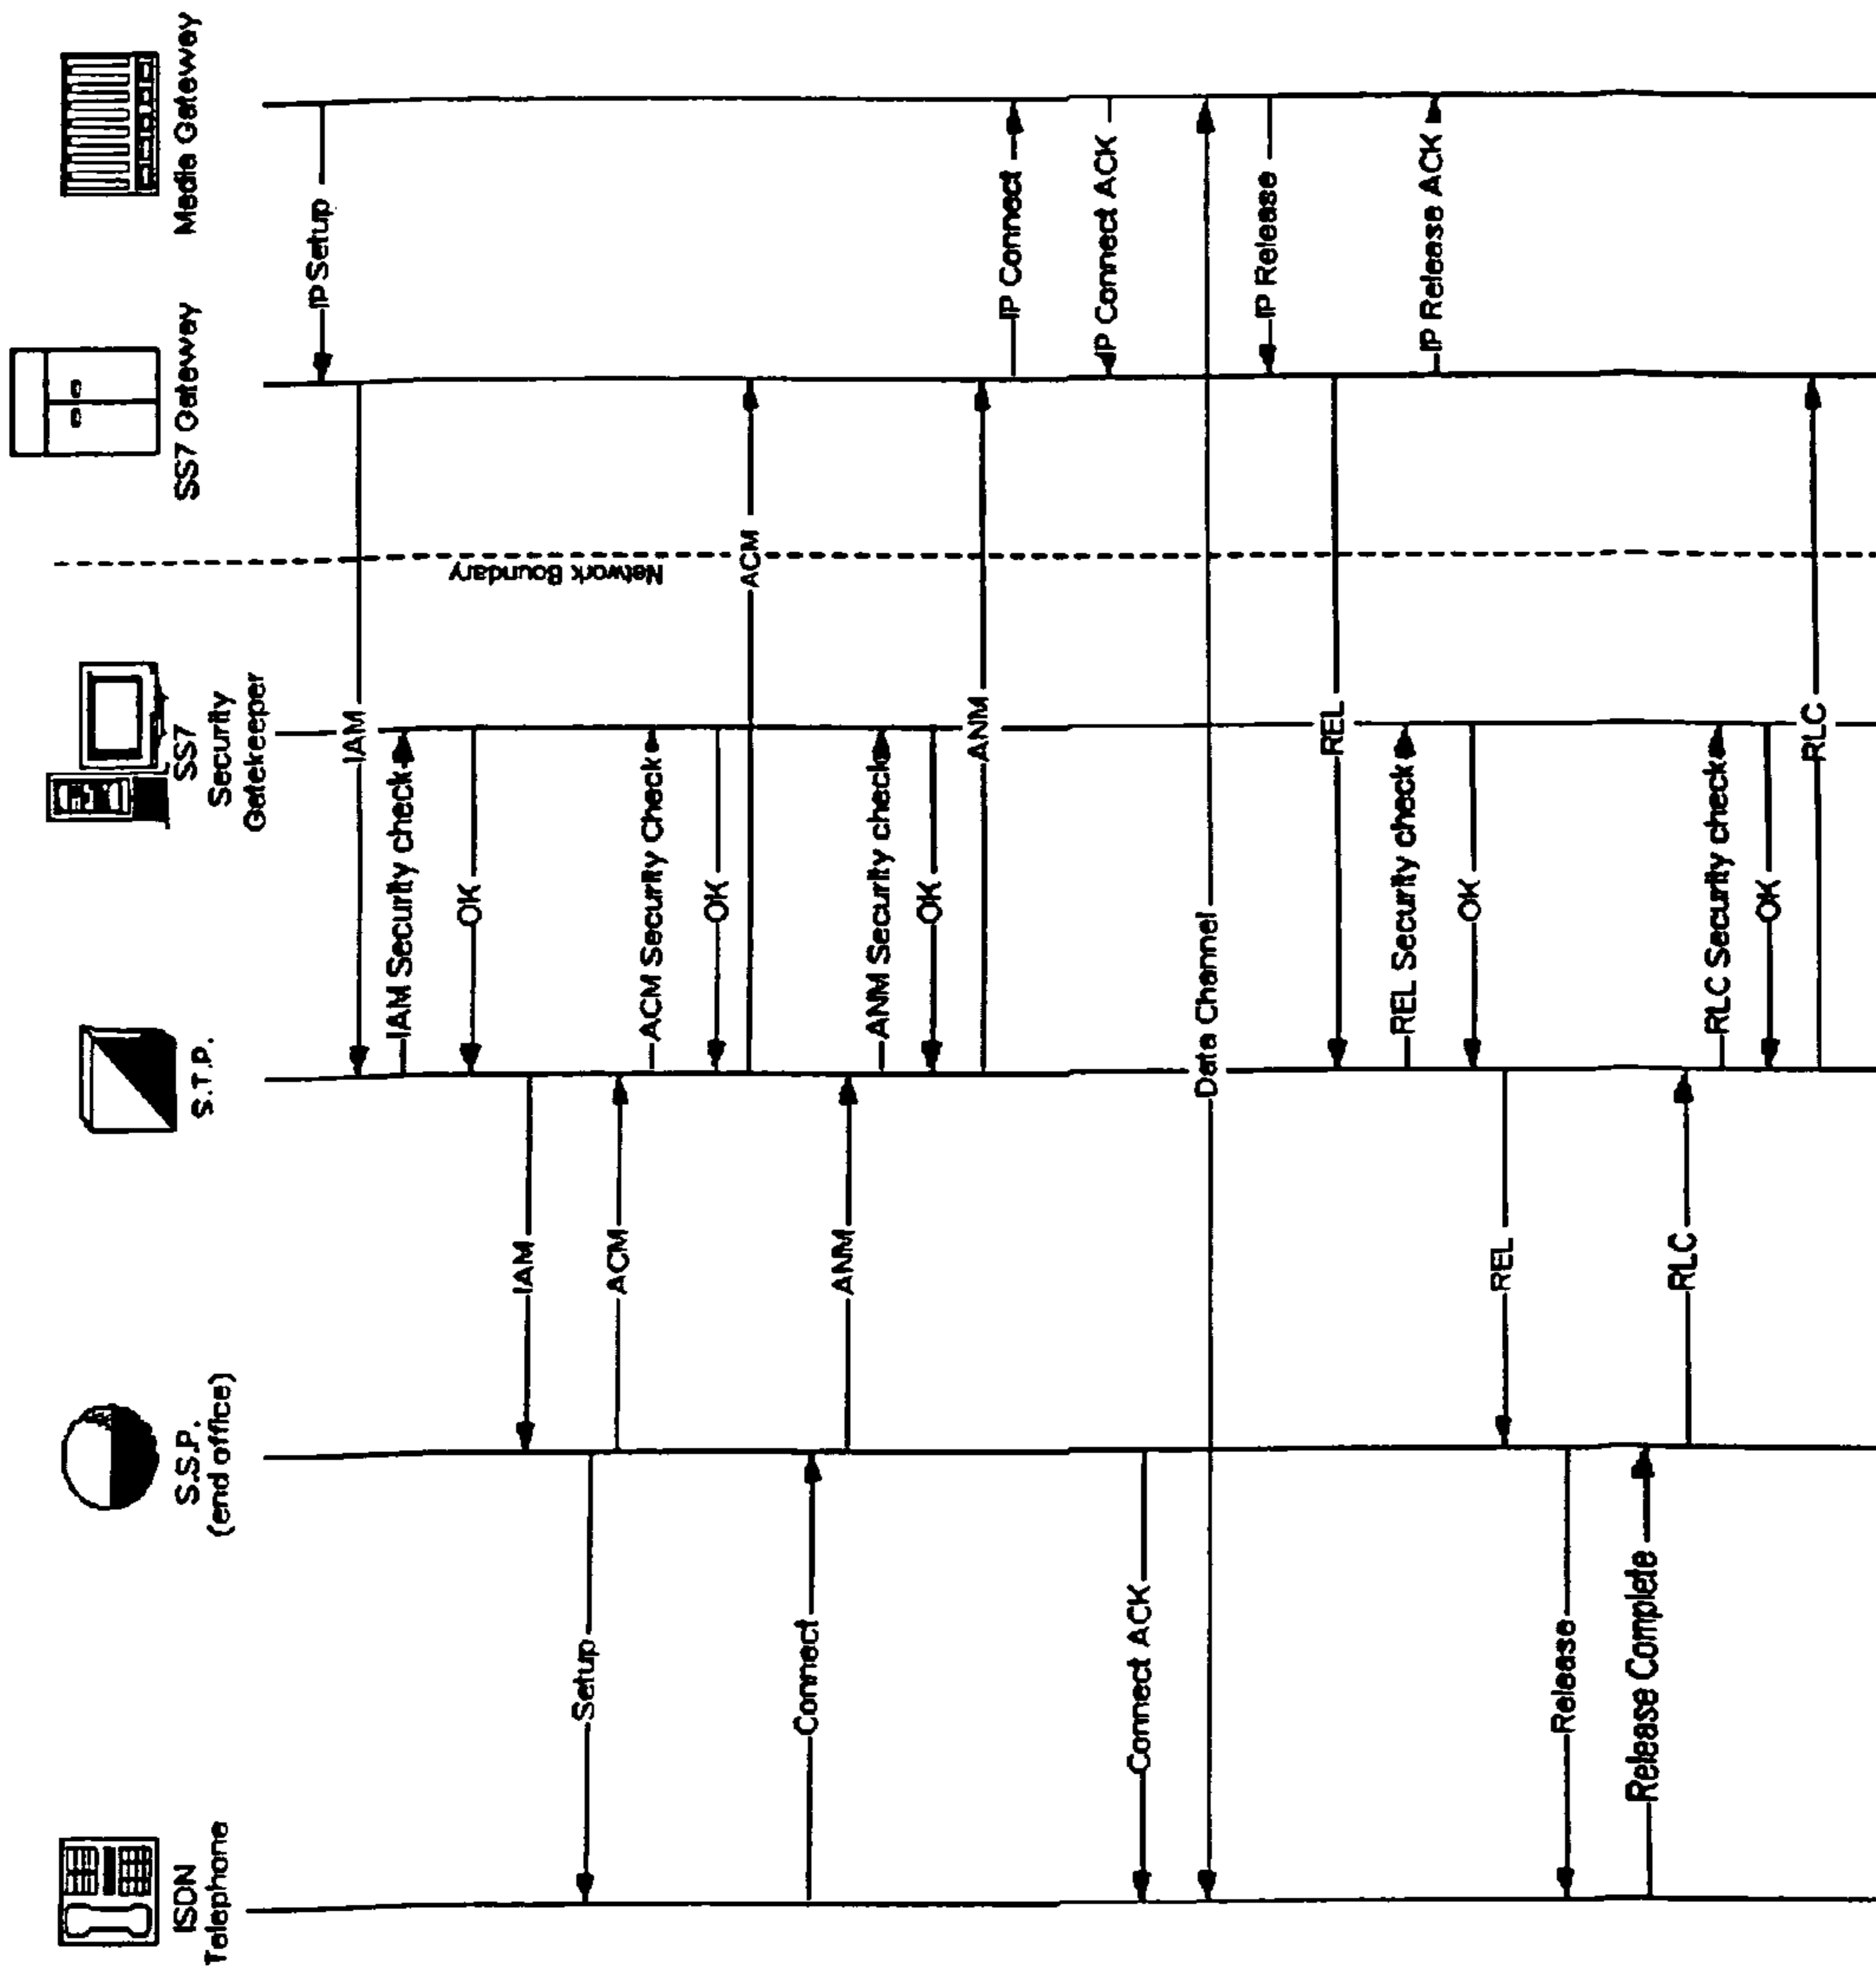 ISDN
Telephone
S.S.P.
(end office)
S.T.P.
SS7
Security
Gatekeeper
SS7 Gateway
Media Gateway
Network Boundary
IP Setup
IAM
IAM Security check
OK
IAM
Setup
ACM
ACM Security Check
OK
ACM
Connect
ANM
ANM Security check
OK
ANM
IP Connect
IP Connect ACK
Connect ACK
Data Channel
IP Release
REL
REL Security check
IP Release ACK
OK
REL
Release
Release Complete
RLC
RLC Security check
OK
RLC